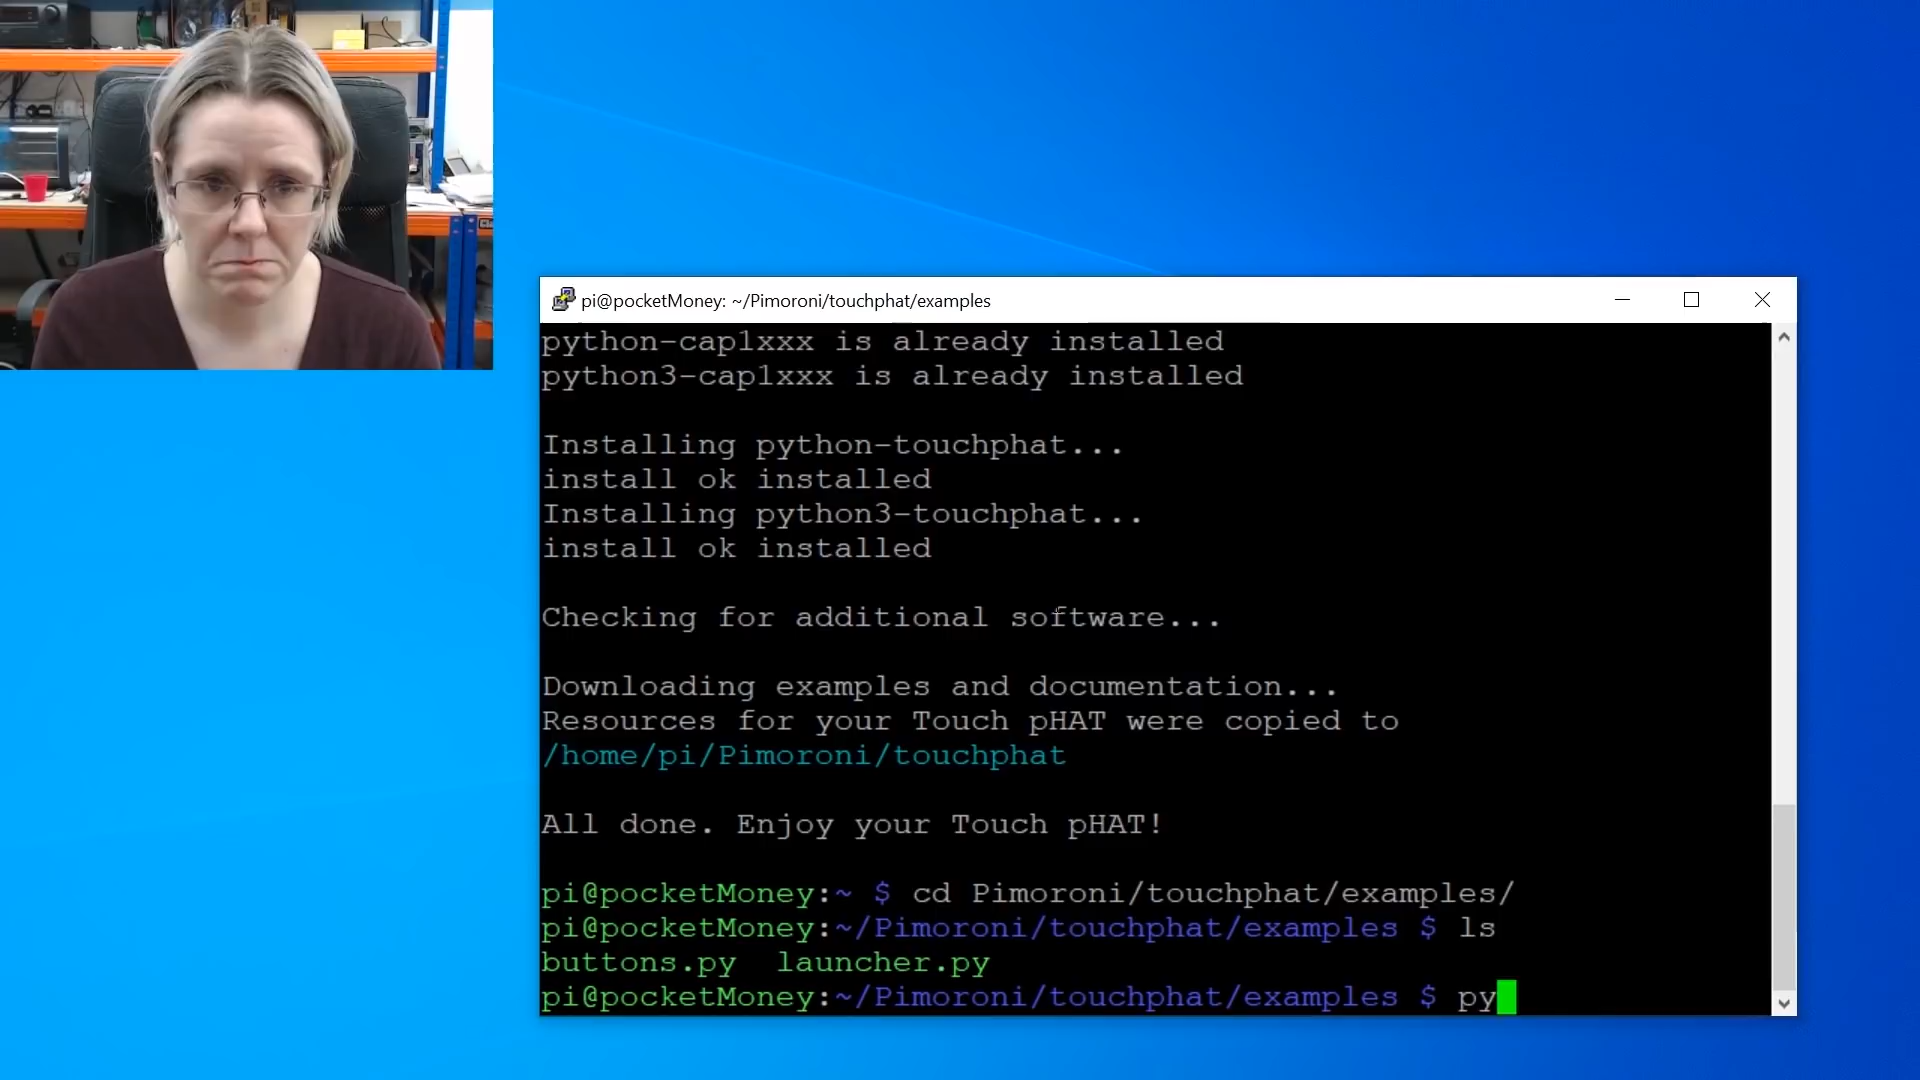 pi@pocketMoney: ~/Pimoroni/touchphat/examples
python-cap1xxx is already installed
python3-cap1xxx is already installed
Installing python-touchphat...
install ok installed
Installing python3-touchphat...
install ok installed
Checking for additional software...
Downloading examples and documentation...
Resources for your Touch pHAT were copied to
/home/pi/Pimoroni/touchphat
All done. Enjoy your Touch pHAT!
pi@pocketMoney:~ $ cd Pimoroni/touchphat/examples/
pi@pocketMoney:~/Pimoroni/touchphat/examples $ ls
buttons.py  launcher.py
pi@pocketMoney:~/Pimoroni/touchphat/examples $ py